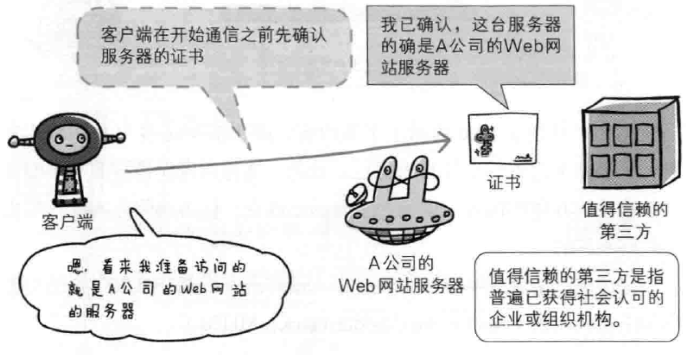 客户端在开始通信之前先确认
服务器的证书
我已确认，这台服务器
的确是A公司的Web网
站服务器
证书
客户端
值得信赖的
第三方
A公司的
Web网站服务器
嗯，看来我准备访问的
就是A公司的Web网站
的服务器
值得信赖的第三方是指
普遍已获得社会认可的
企业或组织机构。